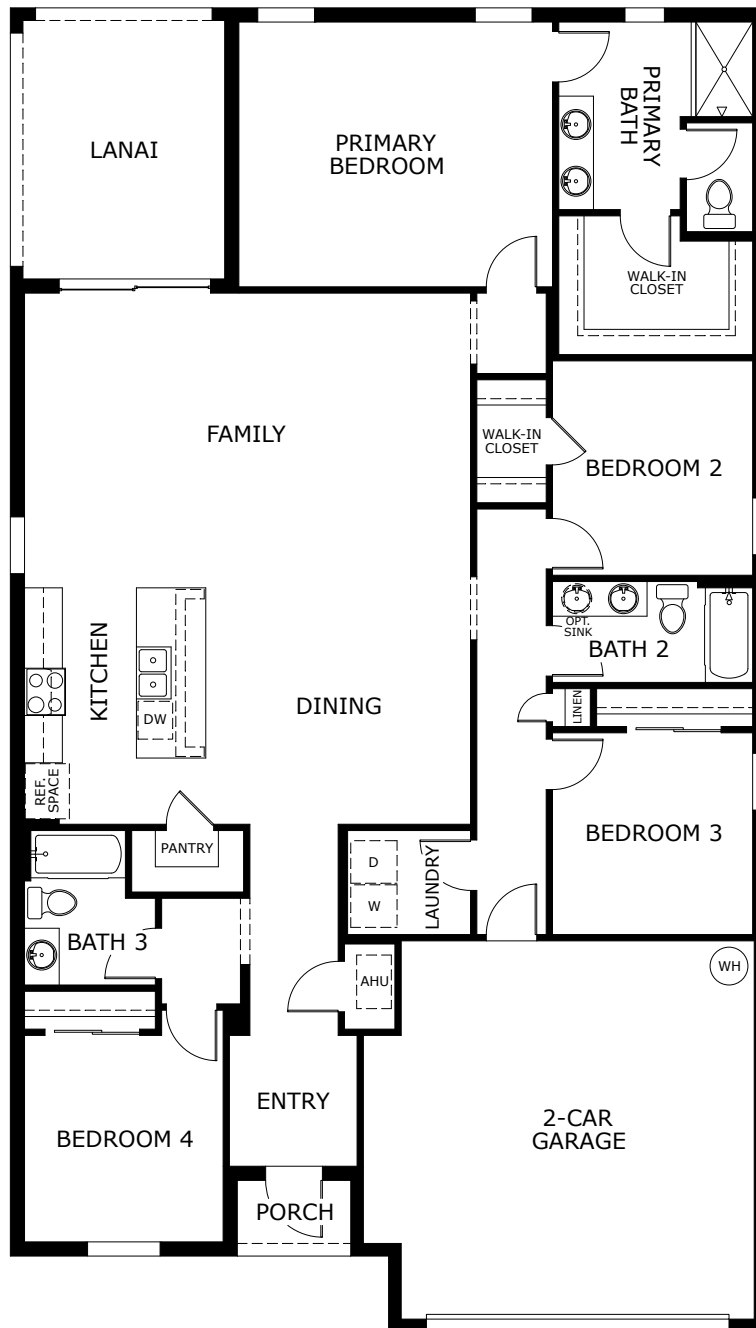 LANAI
PRIMARY
BEDROOM
PRIMARY
BATH
WALK-IN
CLOSET
FAMILY
WALK-IN
CLOSET
BEDROOM 2
OPT.
SINK
BATH 2
KITCHEN
DW
DINING
LINEN
REF.
SPACE
PANTRY
D
W
LAUNDRY
BEDROOM 3
BATH 3
AHU
WH
ENTRY
2-CAR
GARAGE
BEDROOM 4
PORCH